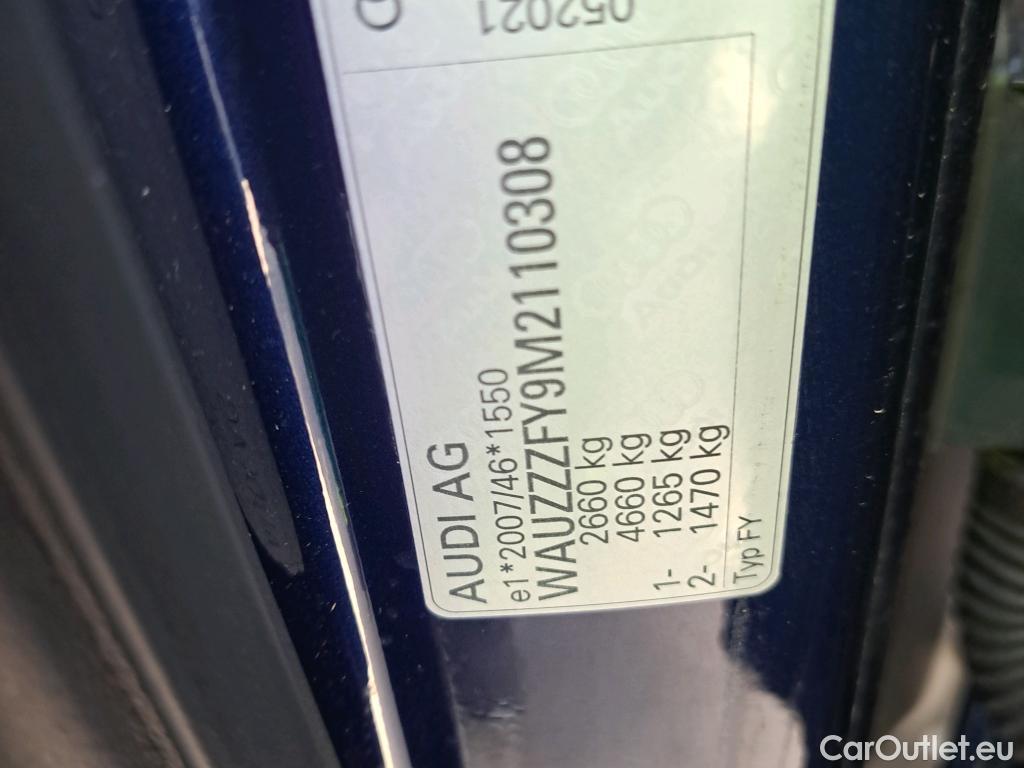 AUDI AG
e1*2007/46*1550
WAUZZZFY9M2110308
2660 kg
4660 kg
1- 1265 kg
2- 1470 kg
Typ FY
052021
CarOutlet.eu